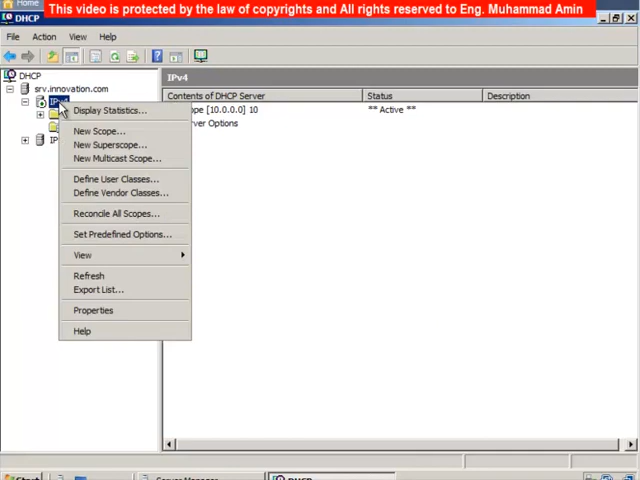 Home
This video is protected by the law of copyrights and All rights reserved to Eng. Muhammad Amin
DHCP
File Action View Help
DHCP
srv.innovation.com
IPv4
IPv4
Contents of DHCP Server Status Description
[10.0.0.0] 10 ** Active **
Options
Display Statistics...
New Scope...
New Superscope...
New Multicast Scope...
Define User Classes...
Define Vendor Classes...
Reconcile All Scopes...
Set Predefined Options...
View
Refresh
Export List...
Properties
Help
Start
Server Manager
DHCP